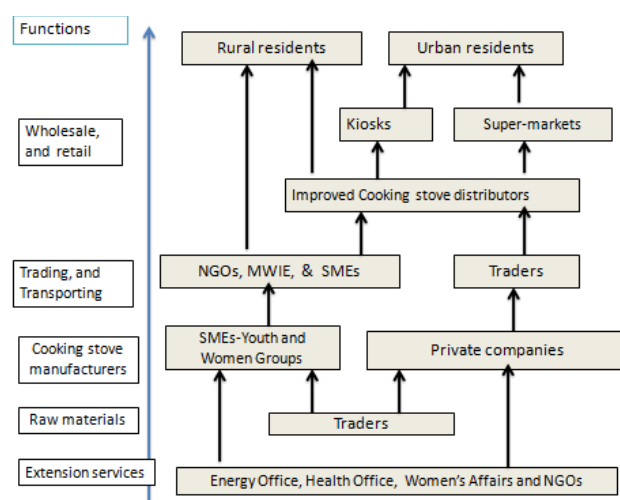 Functions
Rural residents
Urban residents
Wholesale,
and retail
Kiosks
Super-markets
Improved Cooking stove distributors
Trading, and
Transporting
NGOs, MWIE, & SMEs
Traders
Cooking stove
manufacturers
SMEs-Youth and
Women Groups
Private companies
Raw materials
Traders
Extension services
Energy Office, Health Office, Women's Affairs and NGOs